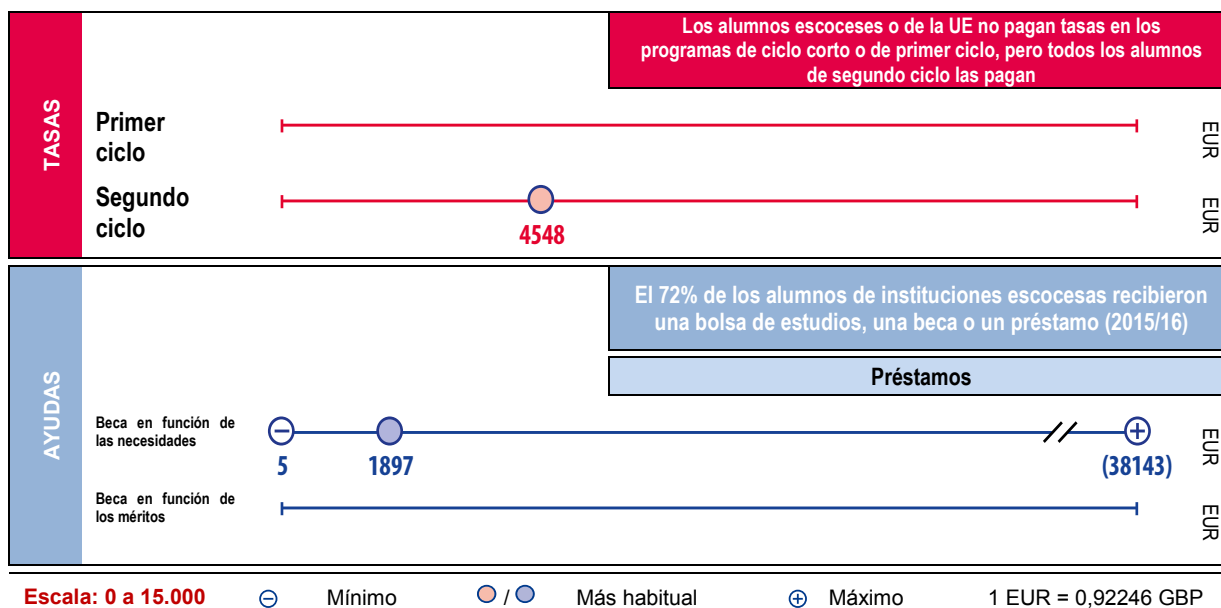 Los alumnos escoceses o de la UE no pagan tasas en los
programas de ciclo corto o de primer ciclo, pero todos los alumnos
de segundo ciclo las pagan
TASAS
Primer
ciclo
EUR
Segundo
ciclo
4548
EUR
El 72% de los alumnos de instituciones escocesas recibieron
una bolsa de estudios, una beca o un préstamo (2015/16)
Préstamos
AYUDAS
Beca en función de
las necesidades
5
1897
(38143)
EUR
Beca en función de
los méritos
EUR
Escala: 0 a 15.000 Mínimo / Más habitual Máximo 1 EUR = 0,92246 GBP